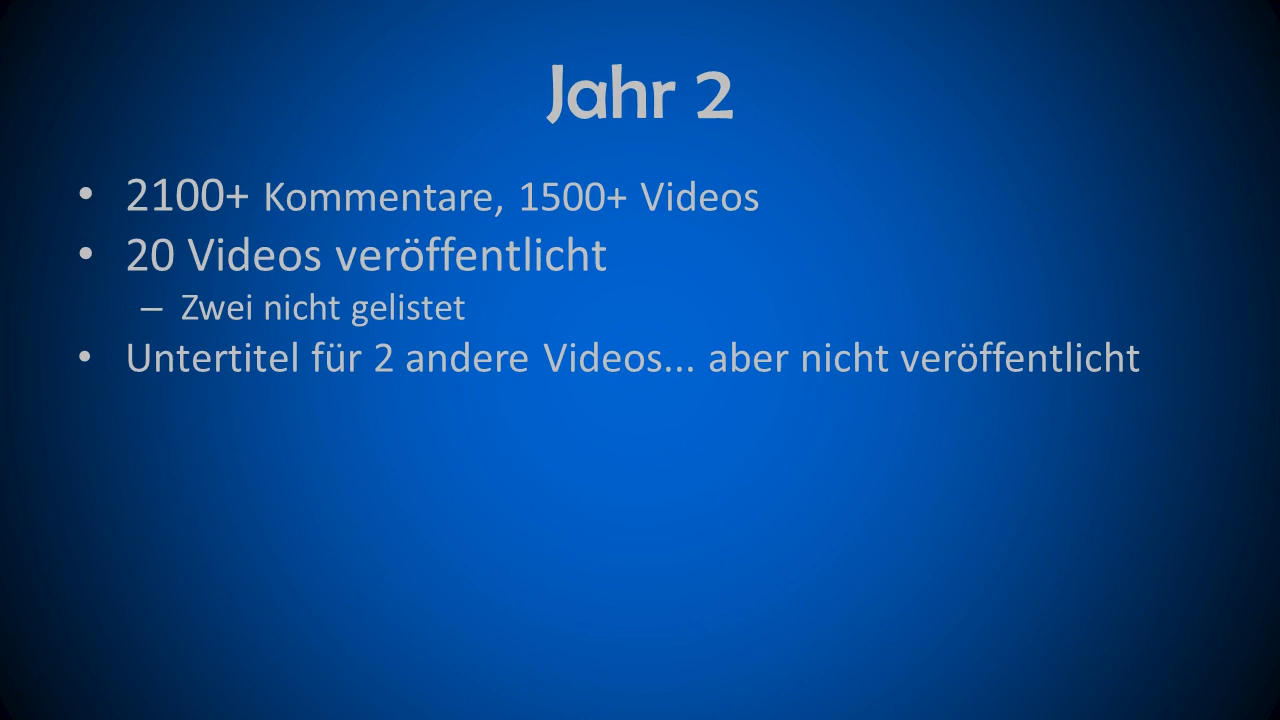 Jahr 2
• 2100+ Kommentare, 1500+ Videos
• 20 Videos veröffentlicht
– Zwei nicht gelistet
• Untertitel für 2 andere Videos... aber nicht veröffentlicht